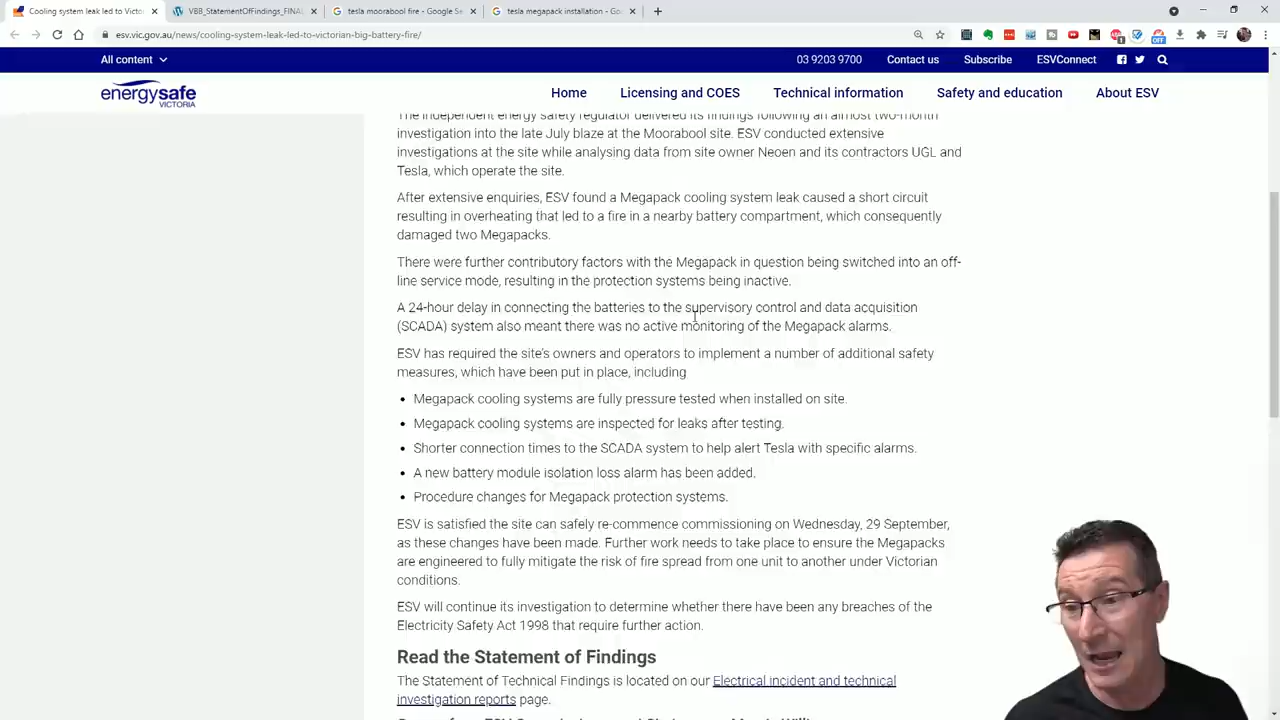 Cooling system leak led to Victor
VBB_StatementOfFindings_FINAL
tesla moorabool fire - Google Se
tesla megapack installation - Go
esv.vic.gov.au/news/cooling-system-leak-led-to-victorian-big-battery-fire/
All content
03 9203 9700
Contact us
Subscribe
ESVConnect
energysafe
VICTORIA
Home
Licensing and COES
Technical information
Safety and education
About ESV
The independent energy safety regulator delivered its findings following an almost two-month
investigation into the late July blaze at the Moorabool site. ESV conducted extensive
investigations at the site while analysing data from site owner Neoen and its contractors UGL and
Tesla, which operate the site.
After extensive enquiries, ESV found a Megapack cooling system leak caused a short circuit
resulting in overheating that led to a fire in a nearby battery compartment, which consequently
damaged two Megapacks.
There were further contributory factors with the Megapack in question being switched into an off-
line service mode, resulting in the protection systems being inactive.
A 24-hour delay in connecting the batteries to the supervisory control and data acquisition
(SCADA) system also meant there was no active monitoring of the Megapack alarms.
ESV has required the site's owners and operators to implement a number of additional safety
measures, which have been put in place, including
• Megapack cooling systems are fully pressure tested when installed on site.
• Megapack cooling systems are inspected for leaks after testing.
• Shorter connection times to the SCADA system to help alert Tesla with specific alarms.
• A new battery module isolation loss alarm has been added.
• Procedure changes for Megapack protection systems.
ESV is satisfied the site can safely re-commence commissioning on Wednesday, 29 September,
as these changes have been made. Further work needs to take place to ensure the Megapacks
are engineered to fully mitigate the risk of fire spread from one unit to another under Victorian
conditions.
ESV will continue its investigation to determine whether there have been any breaches of the
Electricity Safety Act 1998 that require further action.
Read the Statement of Findings
The Statement of Technical Findings is located on our Electrical incident and technical
investigation reports page.